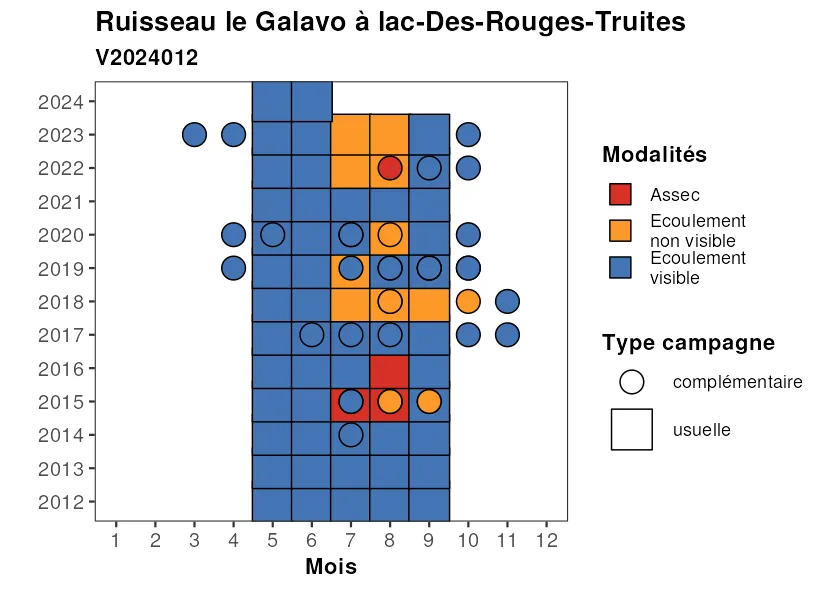 Ruisseau le Galavo à lac-Des-Rouges-Truites
V2024012
2024
2023
2022
2021
2020
2019
2018
2017
2016
2015
2014
2013
2012
1 2 3 4 5 6 7 8 9 10 11 12
Mois
Modalités
Assec
Ecoulement
non visible
Ecoulement
visible
Type campagne
complémentaire
usuelle